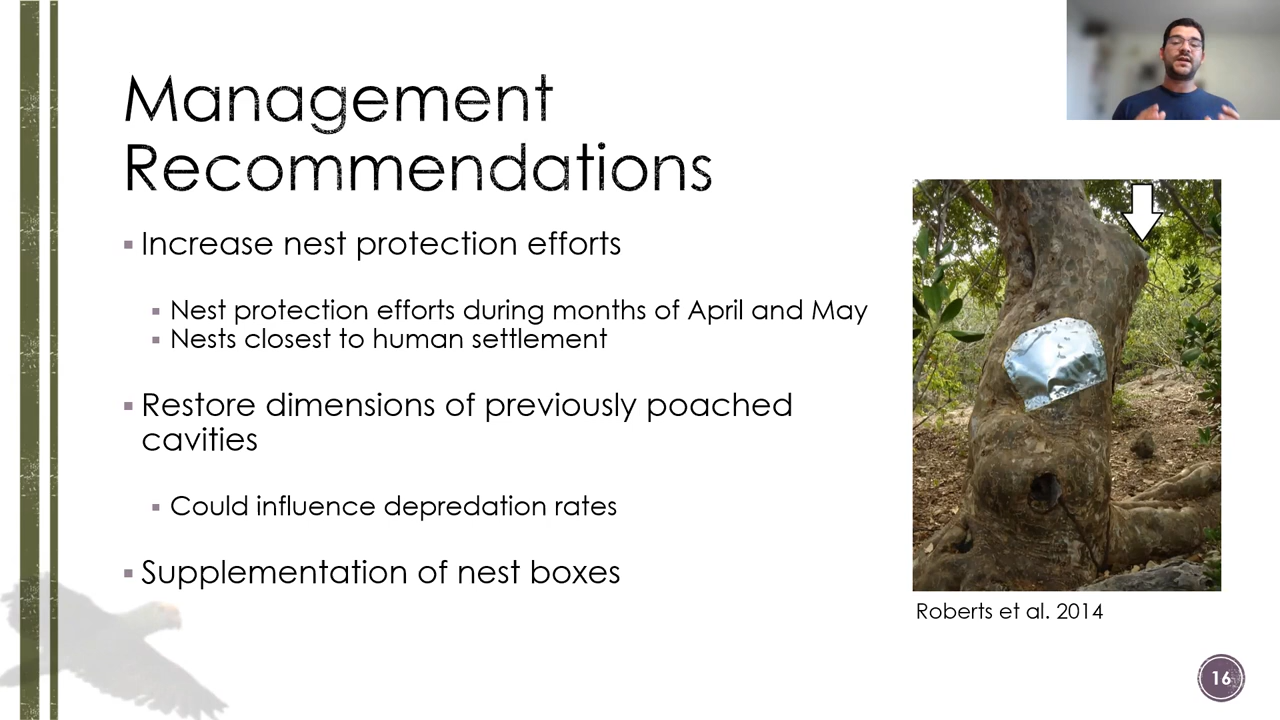 Management
Recommendations
▪ Increase nest protection efforts
▪ Nest protection efforts during months of April and May
▪ Nests closest to human settlement
▪ Restore dimensions of previously poached
cavities
▪ Could influence depredation rates
▪ Supplementation of nest boxes
Roberts et al. 2014
16